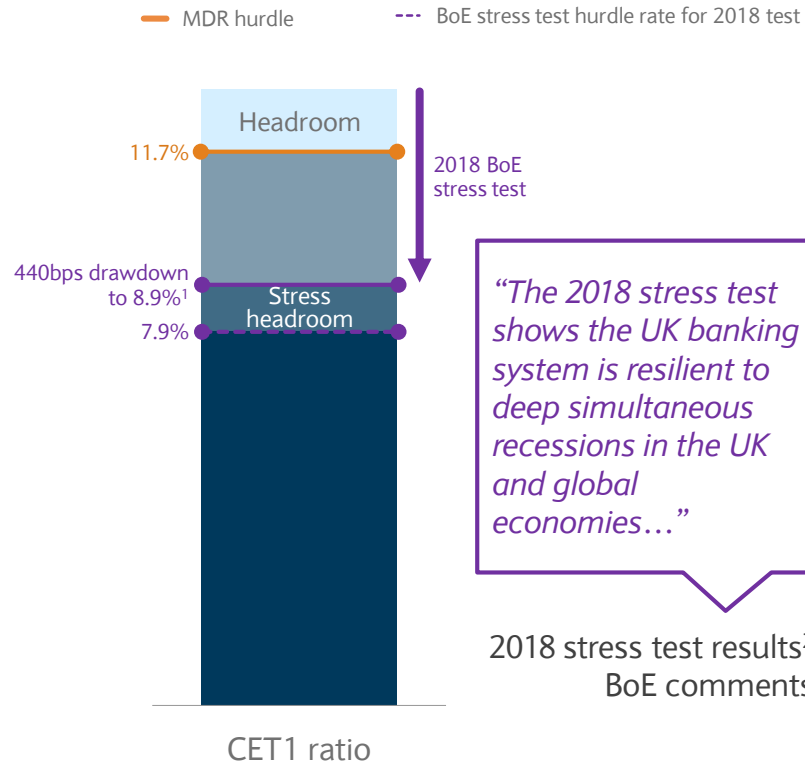 MDR hurdle
BoE stress test hurdle rate for 2018 test
Headroom
11.7%
2018 BoE
stress test
440bps drawdown
to 8.9%¹
Stress
headroom
7.9%
“The 2018 stress test
shows the UK banking
system is resilient to
deep simultaneous
recessions in the UK
and global
economies…”
2018 stress test results
BoE comments
CET1 ratio